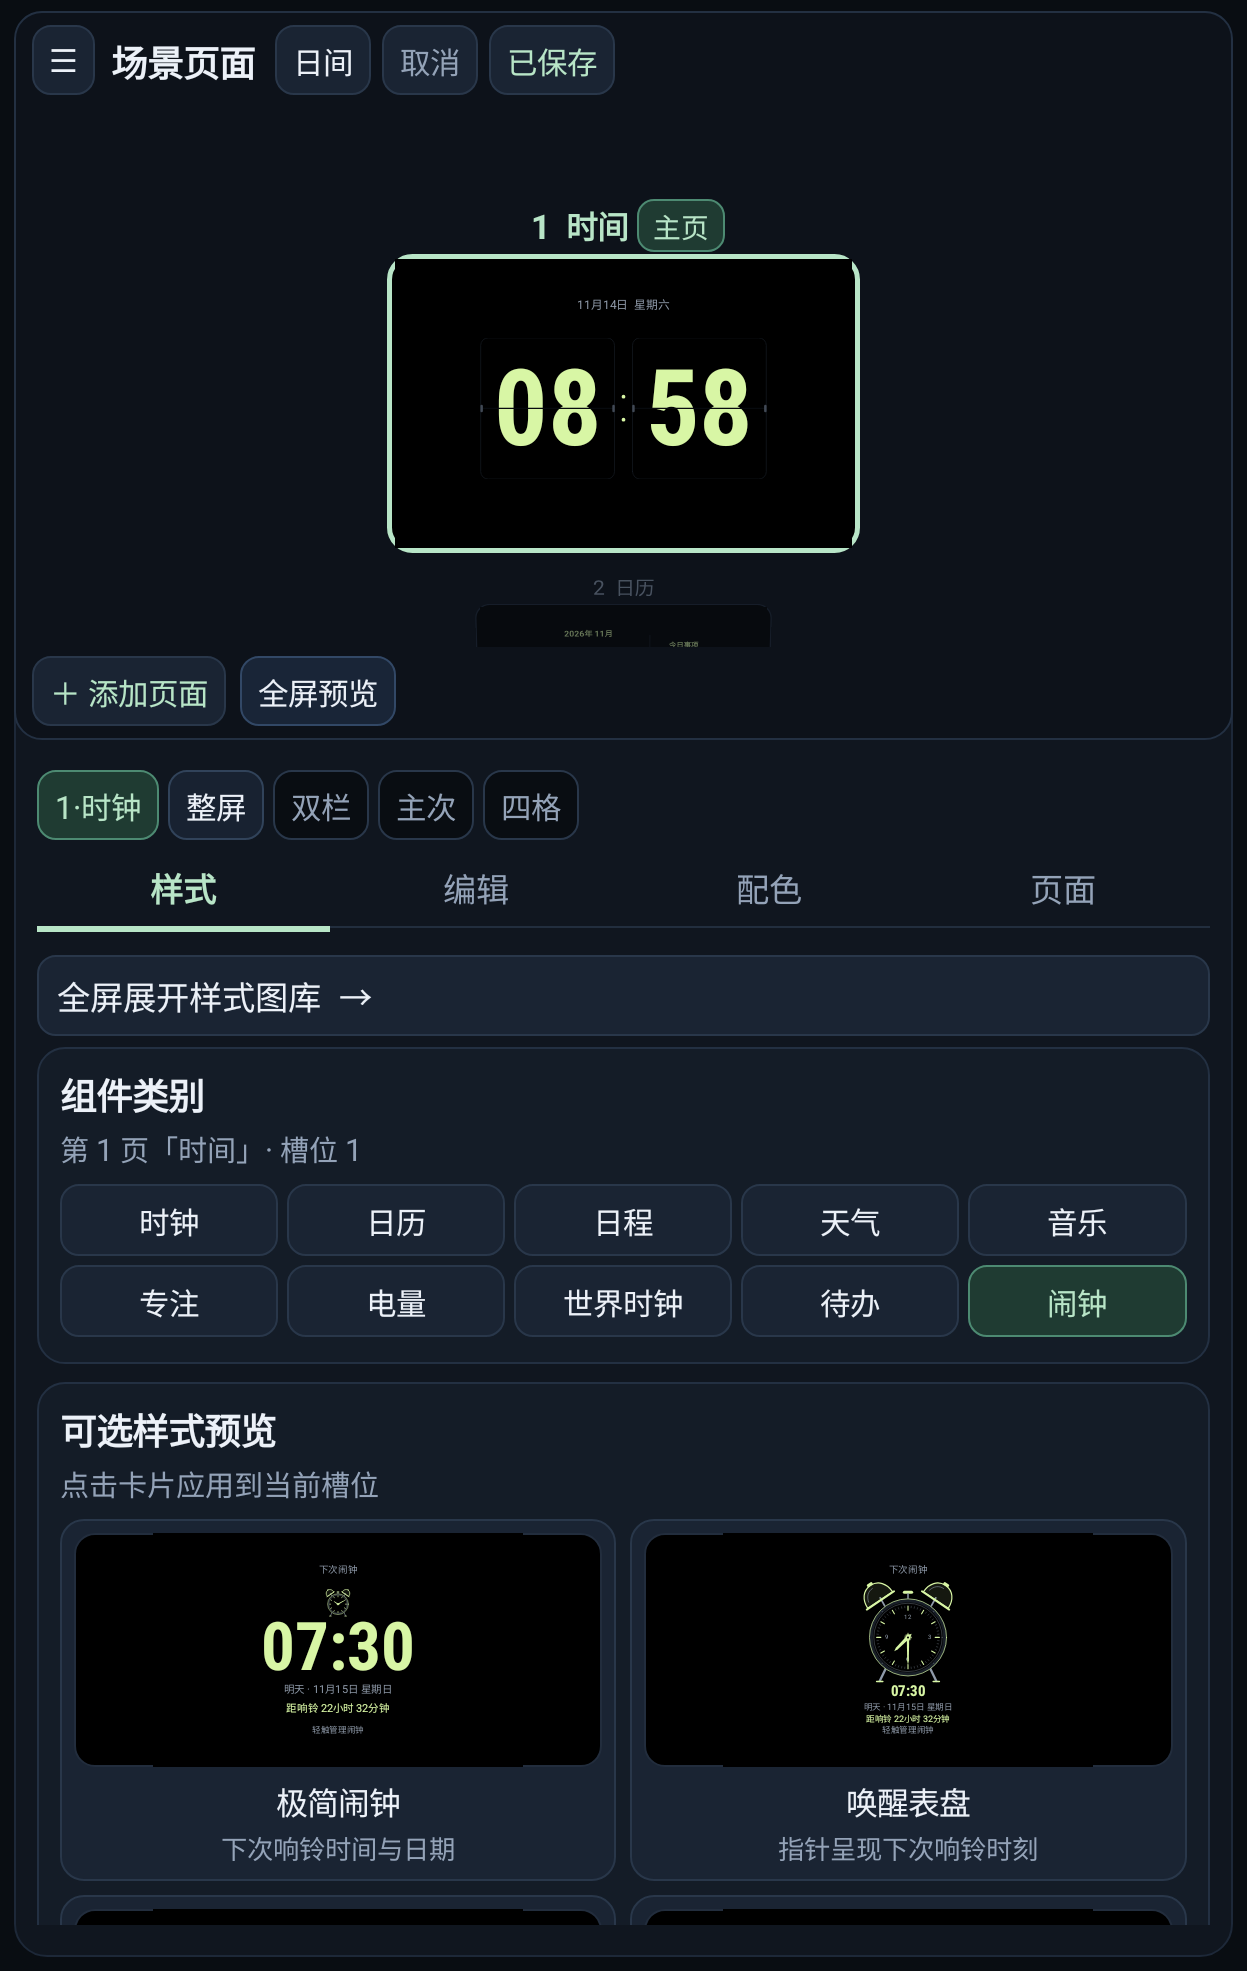 ☰ 场景页面 日间 取消 已保存
1 时间 主页
11月14日 星期六
08:58
2 日历
2026年 11月 今日事项
＋ 添加页面 全屏预览
1·时钟 整屏 双栏 主次 四格
样式 编辑 配色 页面
全屏展开样式图库 →
组件类别
第 1 页「时间」· 槽位 1
时钟 日历 日程 天气 音乐
专注 电量 世界时钟 待办 闹钟
可选样式预览
点击卡片应用到当前槽位
下次闹钟
07:30
明天 · 11月15日 星期日
距响铃 22小时 32分钟
轻触管理闹钟
极简闹钟
下次响铃时间与日期
下次闹钟
12
9 3
07:30
明天 · 11月15日 星期日
距响铃 22小时 32分钟
轻触管理闹钟
唤醒表盘
指针呈现下次响铃时刻